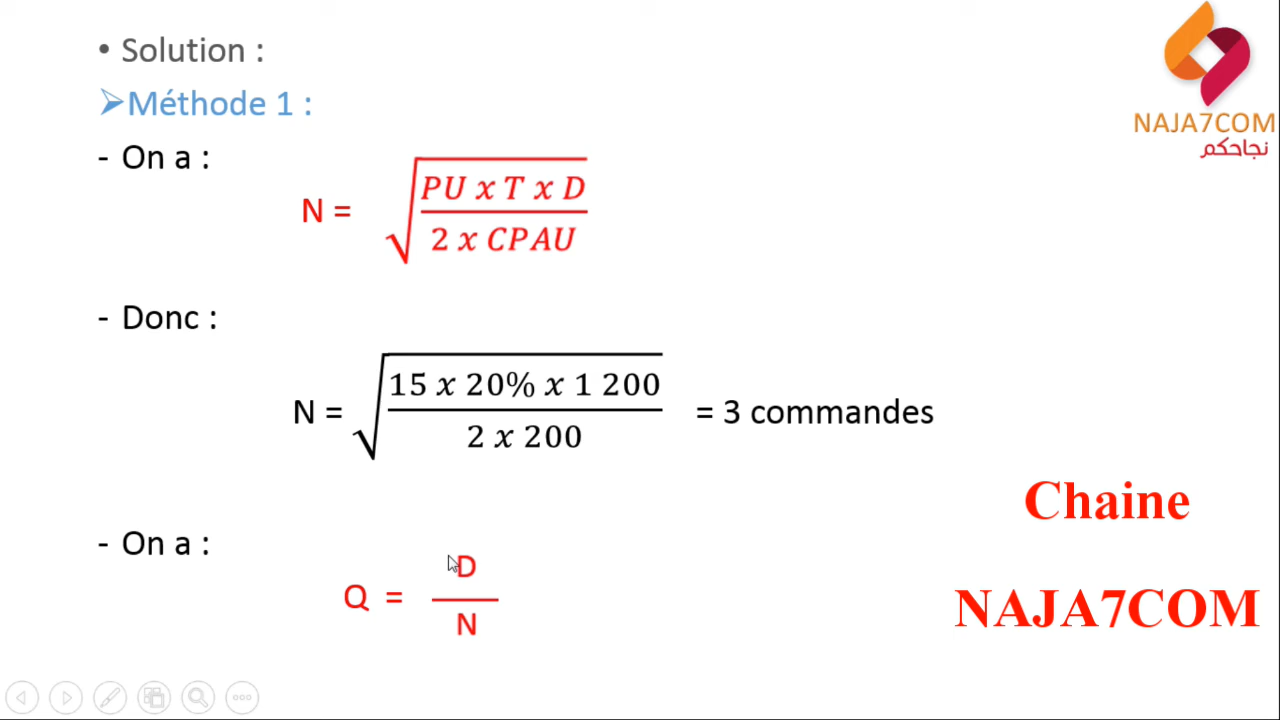 • Solution :
➢Méthode 1 :
NAJA7COM
نجاحكم
- On a :
N = √(PU x T x D / 2 x CPAU)
- Donc :
N = √(15 x 20% x 1 200 / 2 x 200) = 3 commandes
Chaine
- On a :
Q = D / N
NAJA7COM